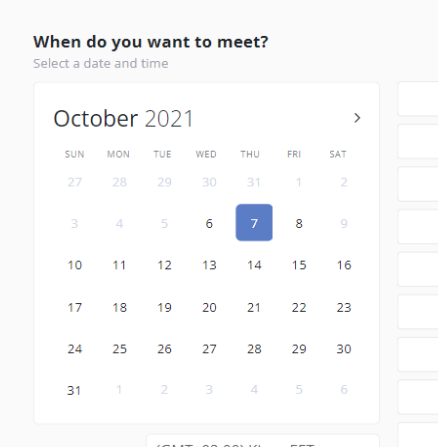 When do you want to meet?
Select a date and time
October 2021 >
SUN MON TUE WED THU FRI SAT
27 28 29 30 31 1 2
3 4 5 6 7 8 9
10 11 12 13 14 15 16
17 18 19 20 21 22 23
24 25 26 27 28 29 30
31 1 2 3 4 5 6